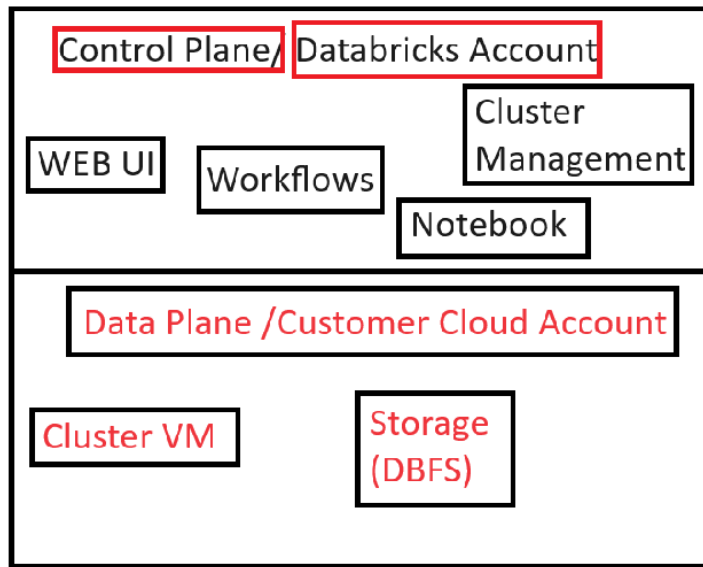 Control Plane/ Databricks Account
Cluster
Management
WEB UI
Workflows
Notebook
Data Plane /Customer Cloud Account
Cluster VM
Storage
(DBFS)